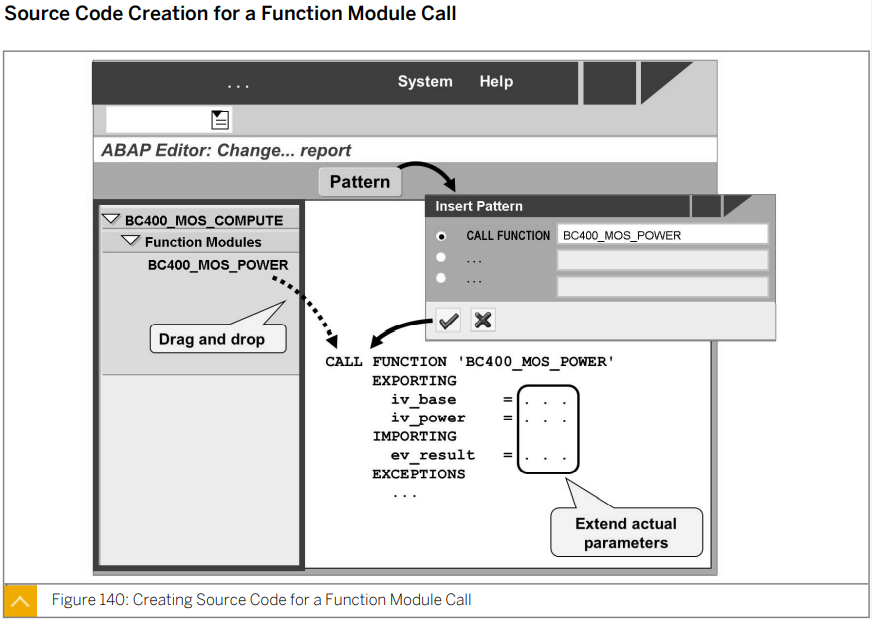 Source Code Creation for a Function Module Call
... System Help
ABAP Editor: Change... report
Pattern
Insert Pattern
CALL FUNCTION BC400_MOS_POWER
...
...
BC400_MOS_COMPUTE
Function Modules
BC400_MOS_POWER
Drag and drop
CALL FUNCTION 'BC400_MOS_POWER'
EXPORTING
iv_base = . . .
iv_power = . . .
IMPORTING
ev_result = . . .
EXCEPTIONS
...
Extend actual
parameters
Figure 140: Creating Source Code for a Function Module Call